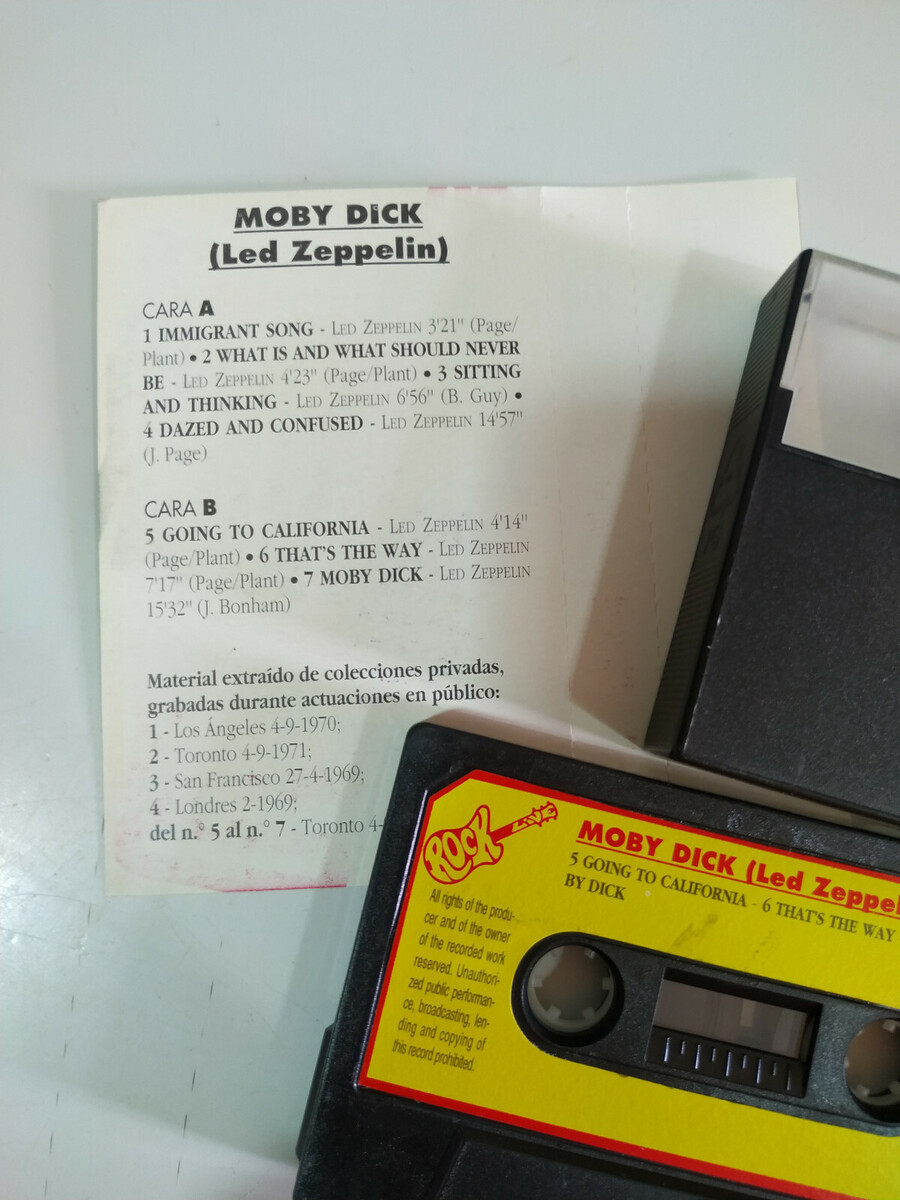 MOBY DICK
(Led Zeppelin)
CARA A
1 IMMIGRANT SONG - LED ZEPPELIN 3'21" (Page/
Plant) • 2 WHAT IS AND WHAT SHOULD NEVER
BE - LED ZEPPELIN 4'23" (Page/Plant) • 3 SITTING
AND THINKING - LED ZEPPELIN 6'56" (B. Guy) •
4 DAZED AND CONFUSED - LED ZEPPELIN 14'57"
(J. Page)
CARA B
5 GOING TO CALIFORNIA - LED ZEPPELIN 4'14"
(Page/Plant) • 6 THAT'S THE WAY - LED ZEPPELIN
7'17" (Page/Plant) • 7 MOBY DICK - LED ZEPPELIN
15'32" (J. Bonham)
Material extraído de colecciones privadas,
grabadas durante actuaciones en público:
1 - Los Ángeles 4-9-1970;
2 - Toronto 4-9-1971;
3 - San Francisco 27-4-1969;
4 - Londres 2-1969;
del n.° 5 al n.° 7 - Toronto 4-
ROCK LIVE
MOBY DICK (Led Zeppel
5 GOING TO CALIFORNIA - 6 THAT'S THE WAY
BY DICK
All rights of the produ-
cer and of the owner
of the recorded work
reserved. Unauthori-
zed public performan-
ce, broadcasting, len-
ding and copying of
this record prohibited.